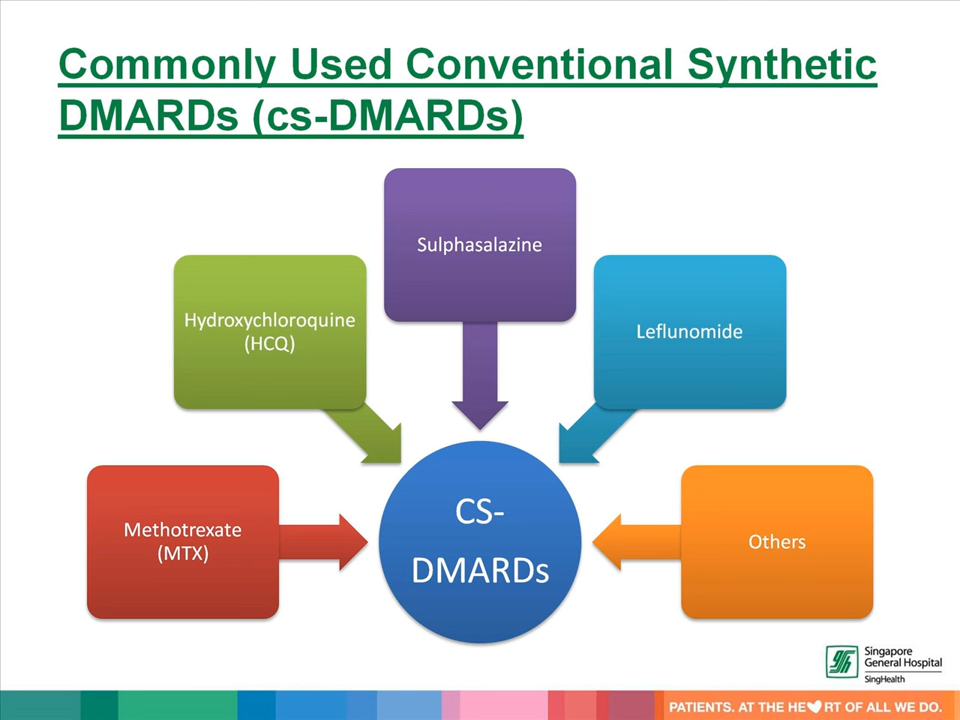 Commonly Used Conventional Synthetic
DMARDs (cs-DMARDs)
Sulphasalazine
Hydroxychloroquine
(HCQ)
Leflunomide
Methotrexate
(MTX)
CS-
DMARDs
Others
Singapore
General Hospital
SingHealth
PATIENTS. AT THE HE RT OF ALL WE DO.